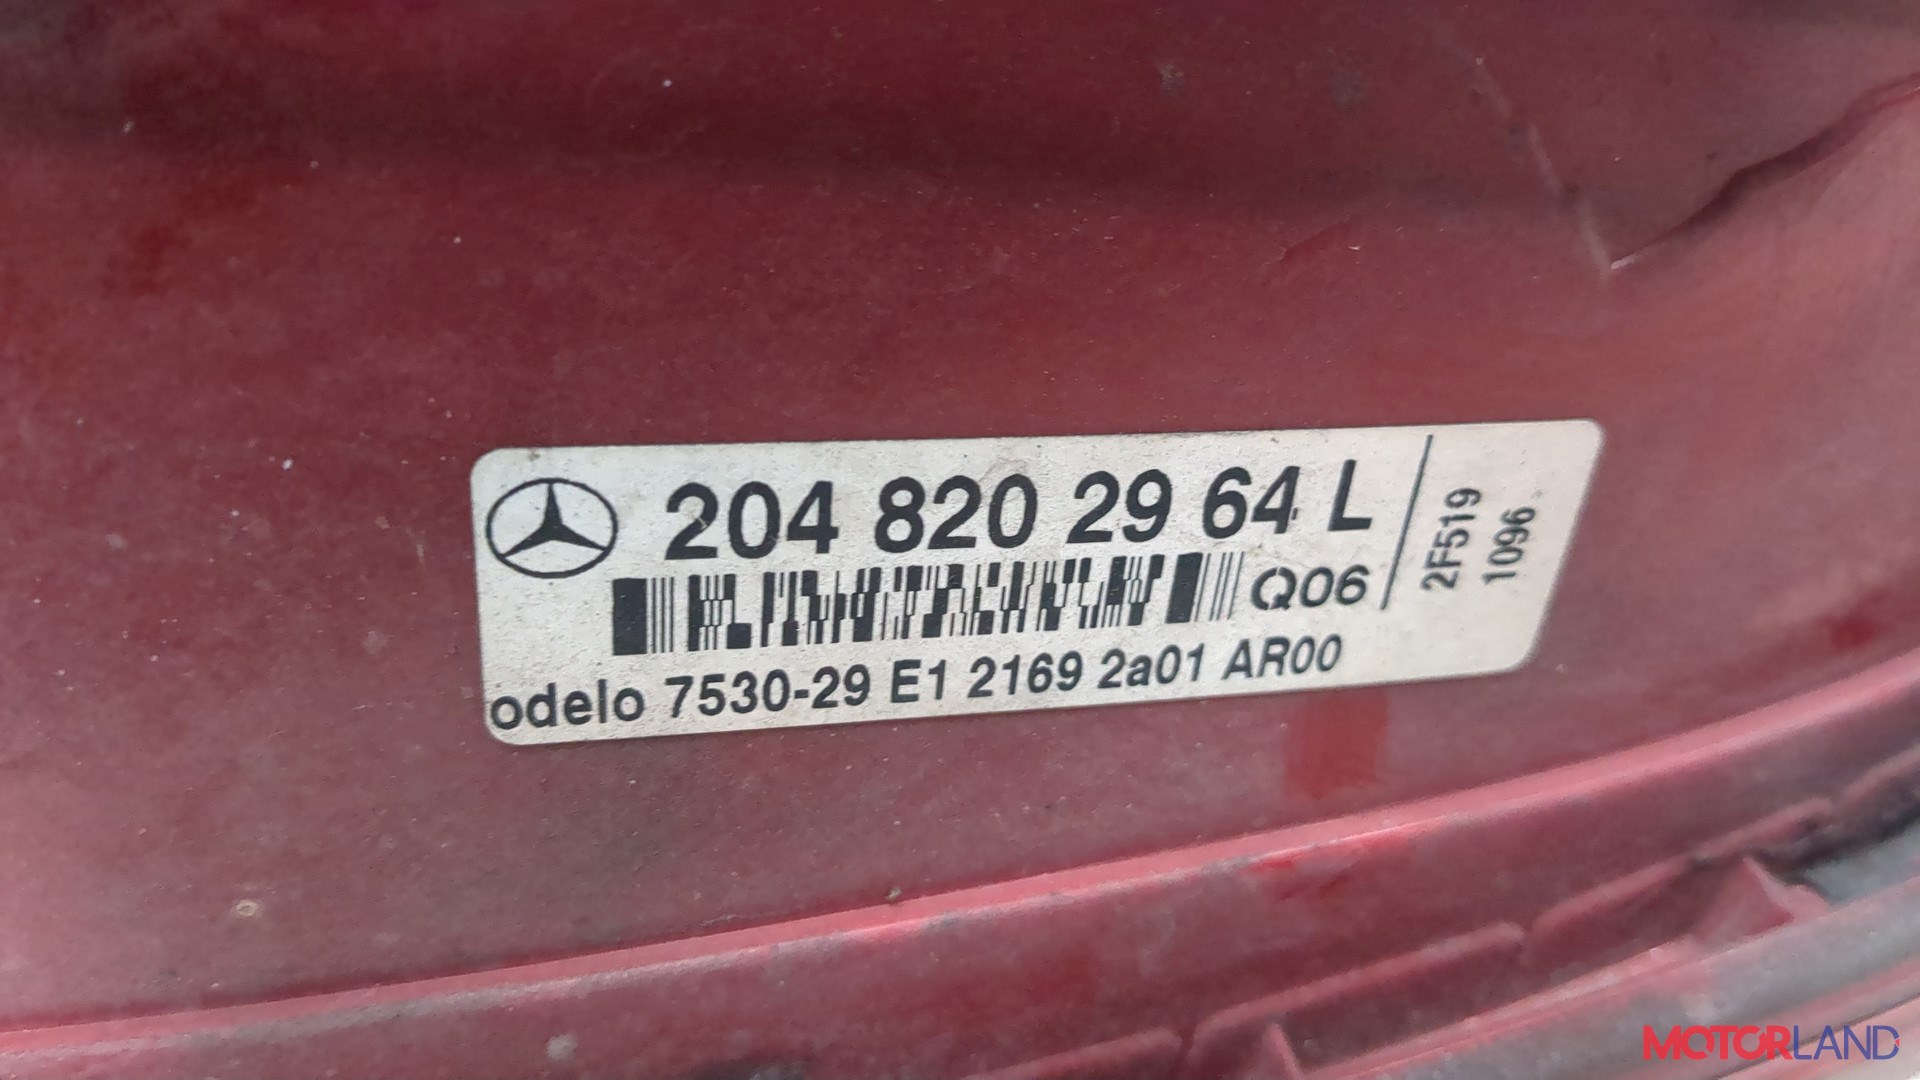 204 820 29 64 L
Q06
odelo 7530-29 E1 2169 2a01 AR00
2F519
1096
MOTORLAND